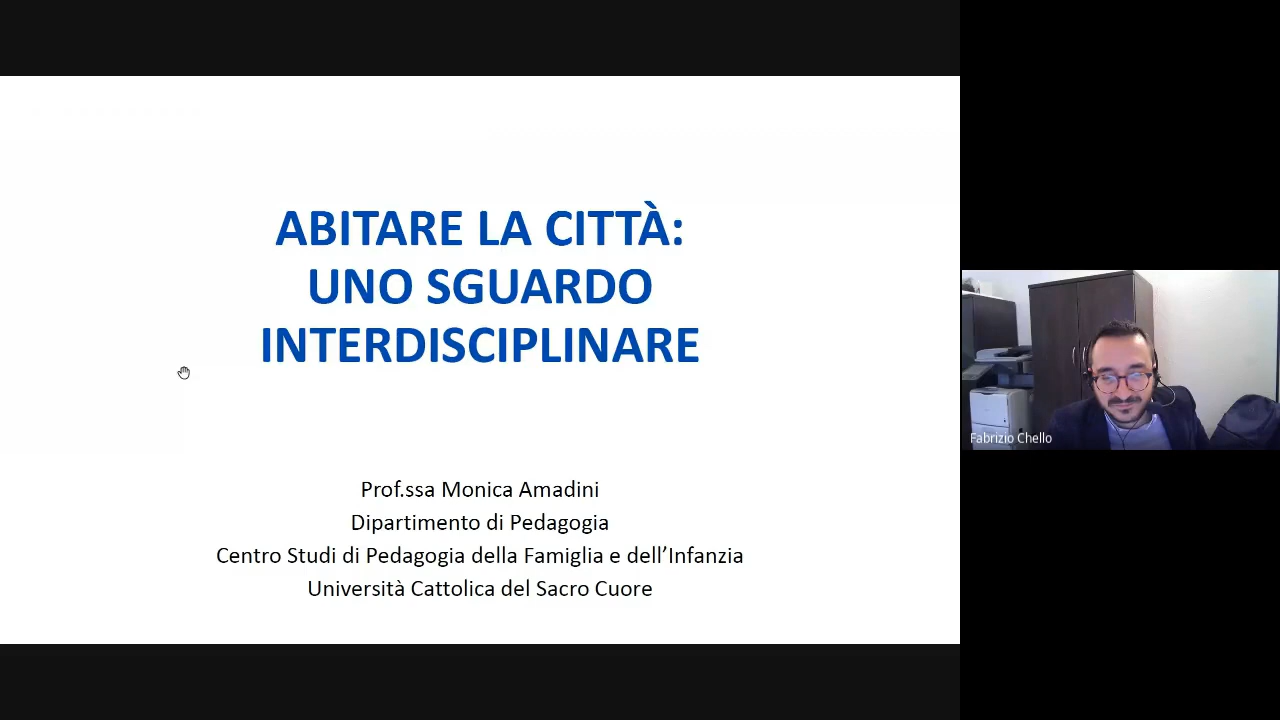 ABITARE LA CITTÀ:
UNO SGUARDO
INTERDISCIPLINARE
Prof.ssa Monica Amadini
Dipartimento di Pedagogia
Centro Studi di Pedagogia della Famiglia e dell’Infanzia
Università Cattolica del Sacro Cuore
Fabrizio Chello